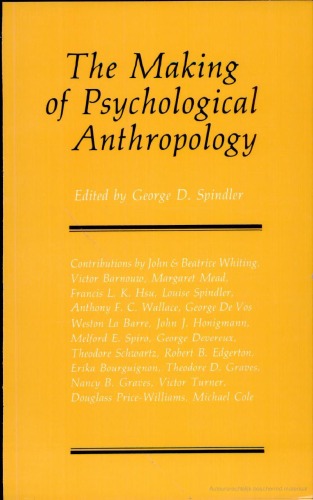 The Making
of Psychological
Anthropology
Edited by George D. Spindler
Contributions by John & Beatrice Whiting,
Victor Barnouw, Margaret Mead,
Francis L. K. Hsu, Louise Spindler,
Anthony F. C. Wallace, George De Vos
Weston La Barre, John J. Honigmann,
Melford E. Spiro, George Devereux,
Theodore Schwartz, Robert B. Edgerton,
Erika Bourguignon, Theodore D. Graves,
Nancy B. Graves, Victor Turner,
Douglass Price-Williams, Michael Cole